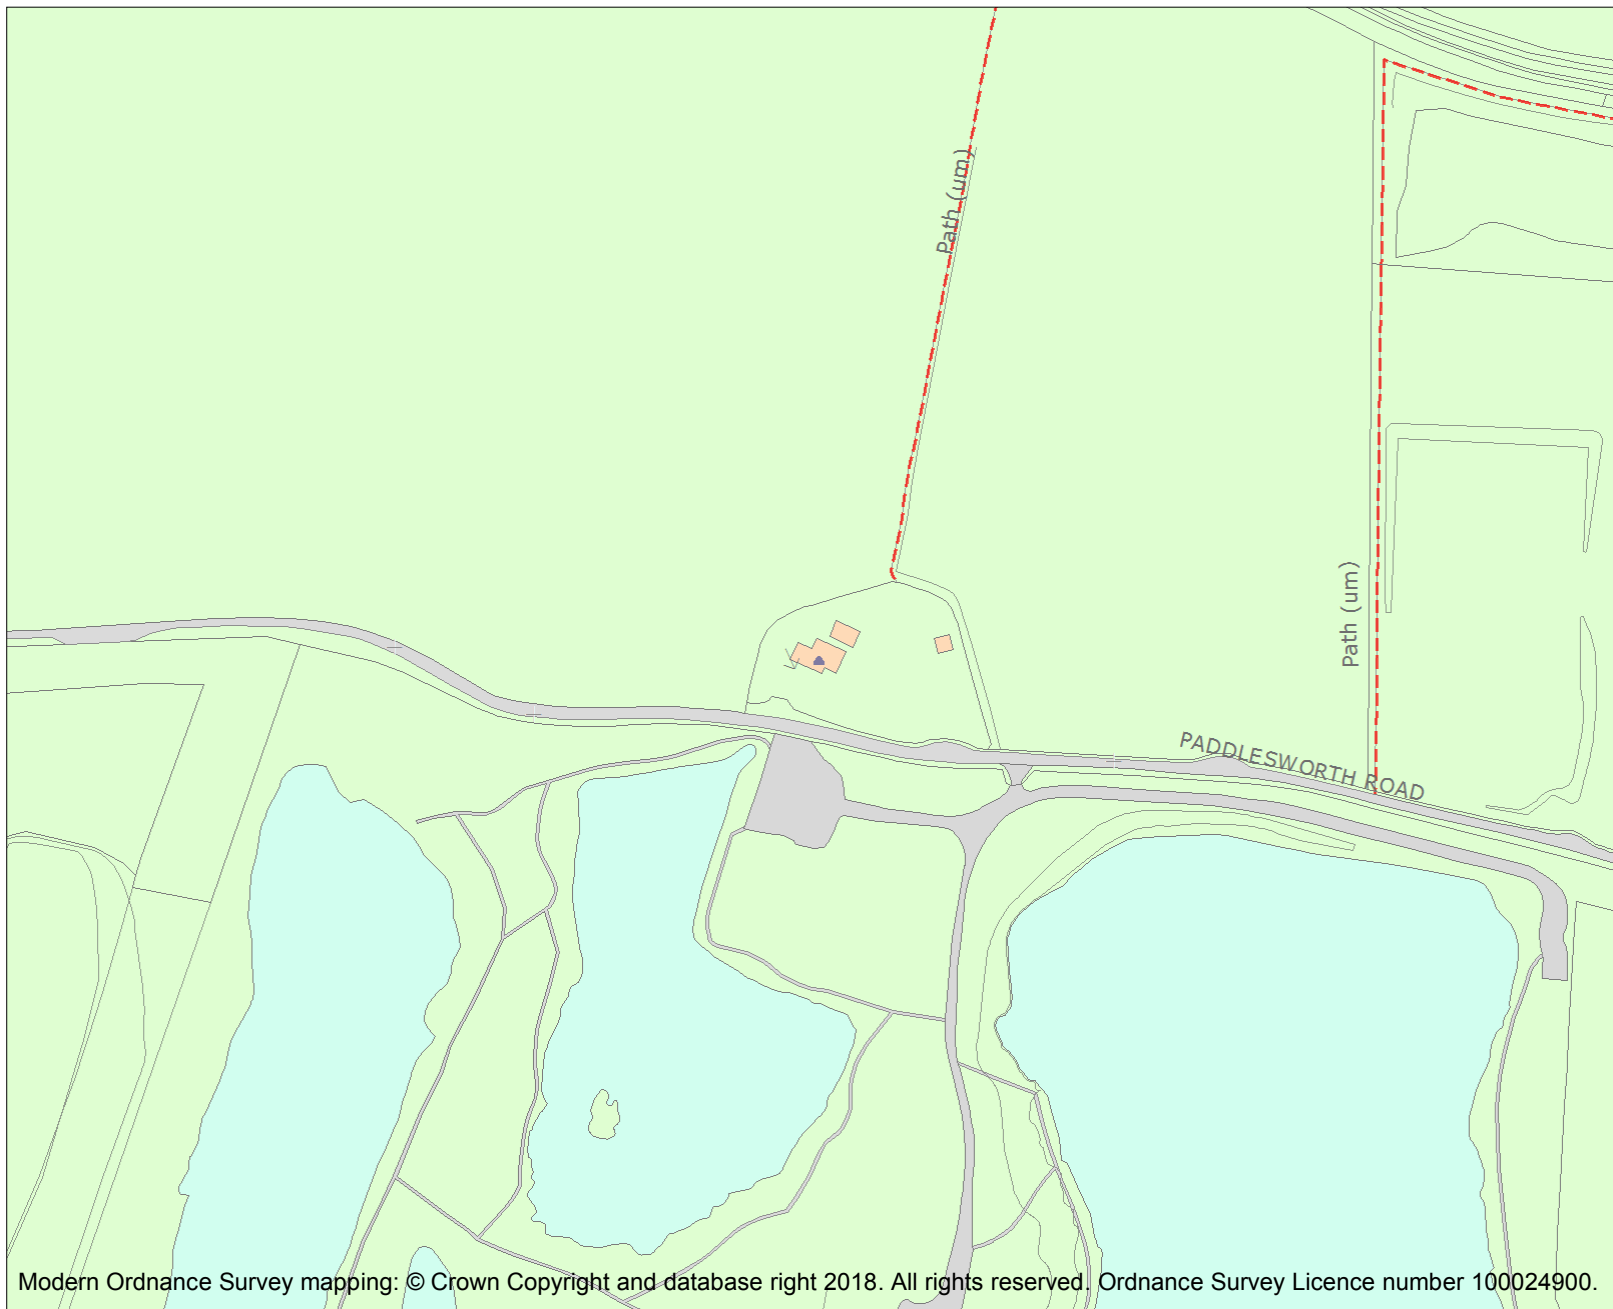 Path (um)
Path (um)
PADDLESWORTH ROAD
Modern Ordnance Survey mapping: © Crown Copyright and database right 2018. All rights reserved. Ordnance Survey Licence number 100024900.